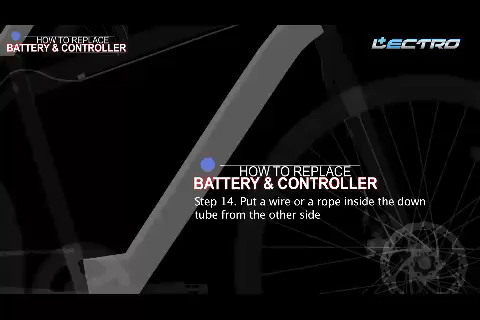 HOW TO REPLACE
BATTERY & CONTROLLER
LECTRO
HOW TO REPLACE
BATTERY & CONTROLLER
Step 14. Put a wire or a rope inside the down
tube from the other side